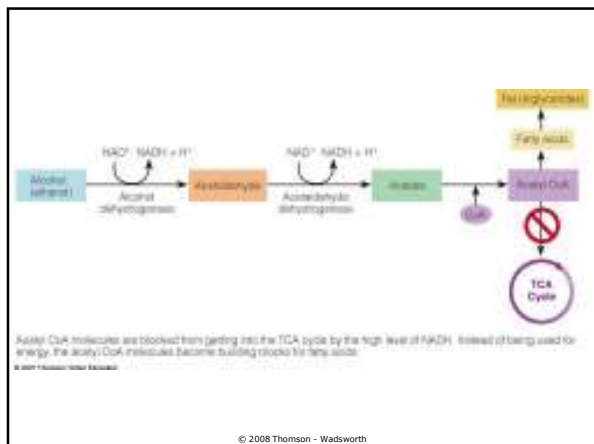 Fat (triglycerides)
Fatty acids
NAD⁺ NADH + H⁺
NAD⁺ NADH + H⁺
Alcohol
(ethanol)
Acetaldehyde
Acetate
Acetyl CoA
Alcohol
dehydrogenase
Acetaldehyde
dehydrogenase
CoA
TCA
Cycle
Acetyl CoA molecules are blocked from getting into the TCA cycle by the high level of NADH. Instead of being used for
energy, the acetyl CoA molecules become building blocks for fatty acids.
© 2008 Thomson - Wadsworth